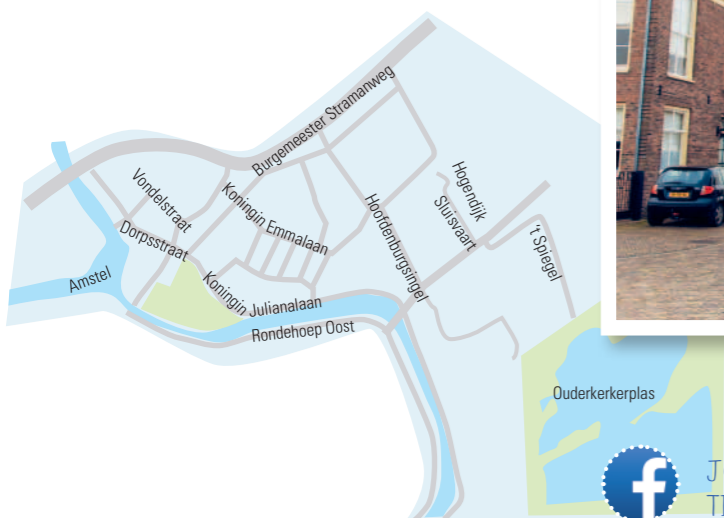 Burgemeester Stramanweg
Vondelstraat
Koningin Emmalaan
Dorpsstraat
Hogendijk
Sluisvaart
Hoofdenburgsingel
't Spiegel
Amstel
Koningin Julianalaan
Rondehoep Oost
Ouderkerkerplas
f
J